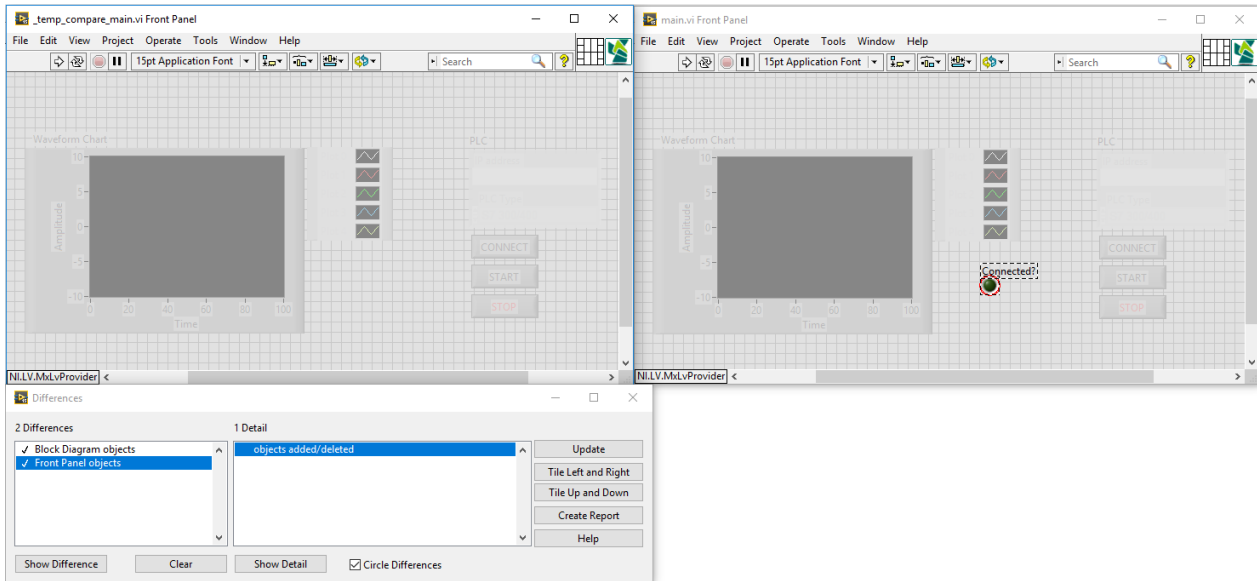 _temp_compare_main.vi Front Panel
File Edit View Project Operate Tools Window Help
15pt Application Font
Search
Waveform Chart
PLC
10
5
0
-5
-10
Amplitude
0 20 40 60 80 100
Time
CONNECT
START
STOP
NI.LV.MxLvProvider
main.vi Front Panel
File Edit View Project Operate Tools Window Help
15pt Application Font
Search
Waveform Chart
PLC
10
5
0
-5
-10
Amplitude
0 20 40 60 80 100
Time
Connected?
CONNECT
START
STOP
NI.LV.MxLvProvider
Differences
2 Differences
1 Detail
Block Diagram objects
Front Panel objects
objects added/deleted
Update
Tile Left and Right
Tile Up and Down
Create Report
Help
Show Difference
Clear
Show Detail
Circle Differences